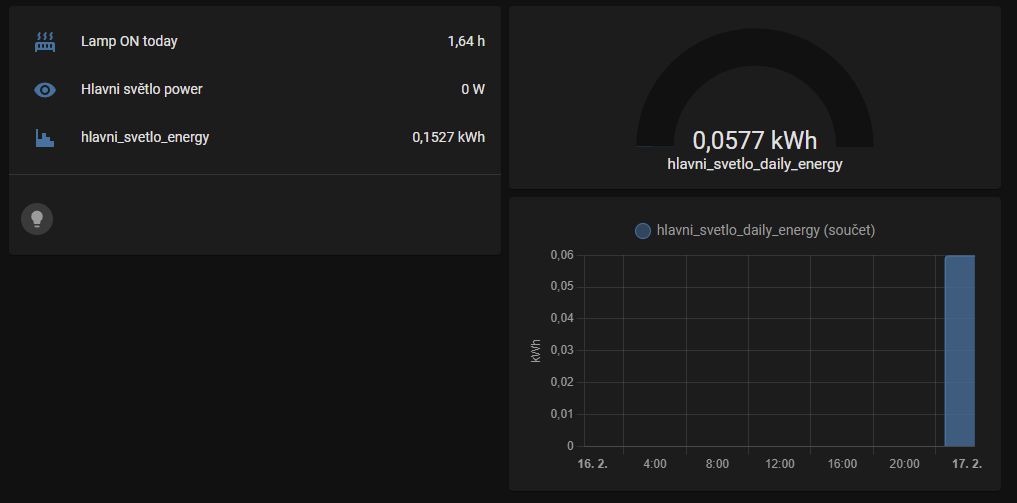 Lamp ON today 1,64 h
Hlavni světlo power 0 W
hlavni_svetlo_energy 0,1527 kWh
0,0577 kWh
hlavni_svetlo_daily_energy
hlavni_svetlo_daily_energy (součet)
0,06
0,05
0,04
0,03
0,02
0,01
0
kWh
16. 2. 4:00 8:00 12:00 16:00 20:00 17. 2.